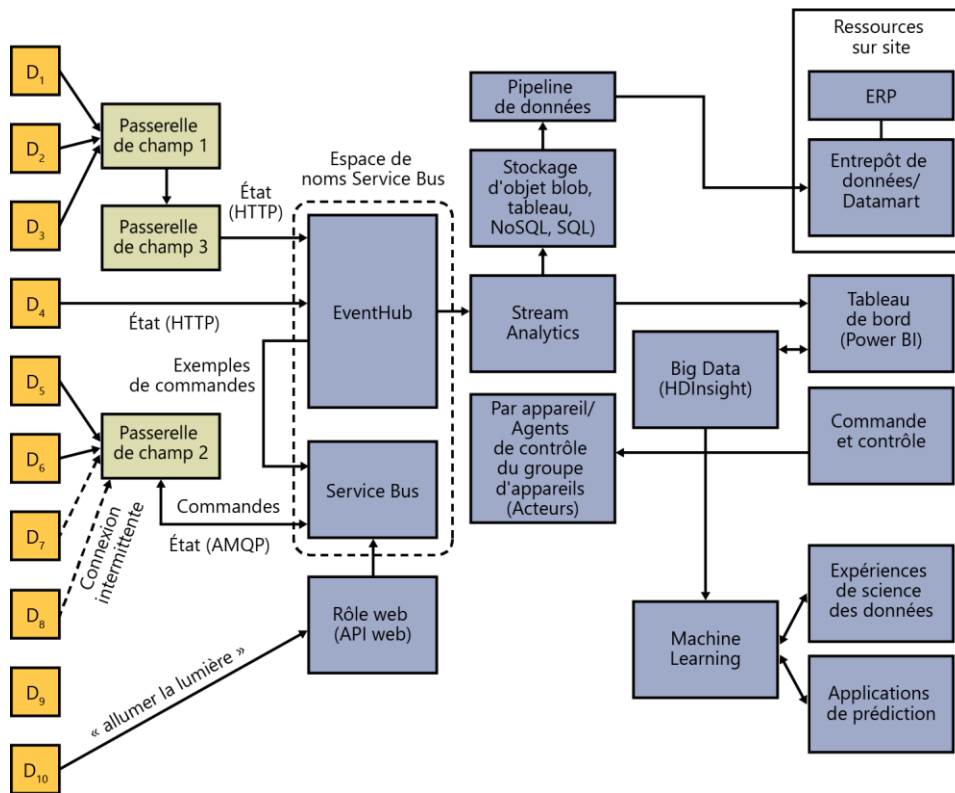 D1
D2
D3
D4
D5
D6
D7
D8
D9
D10
Passerelle
de champ 1
Passerelle
de champ 3
État
(HTTP)
État (HTTP)
Passerelle
de champ 2
Connexion
intermittente
Exemples
de commandes
Commandes
État (AMQP)
« allumer la lumière »
Espace de
noms Service Bus
EventHub
Service Bus
Rôle web
(API web)
Pipeline
de données
Stockage
d'objet blob,
tableau,
NoSQL, SQL)
Stream
Analytics
Par appareil/
Agents
de contrôle
du groupe
d'appareils
(Acteurs)
Big Data
(HDInsight)
Machine
Learning
Ressources
sur site
ERP
Entrepôt de
données/
Datamart
Tableau
de bord
(Power BI)
Commande
et contrôle
Expériences
de science
des données
Applications
de prédiction